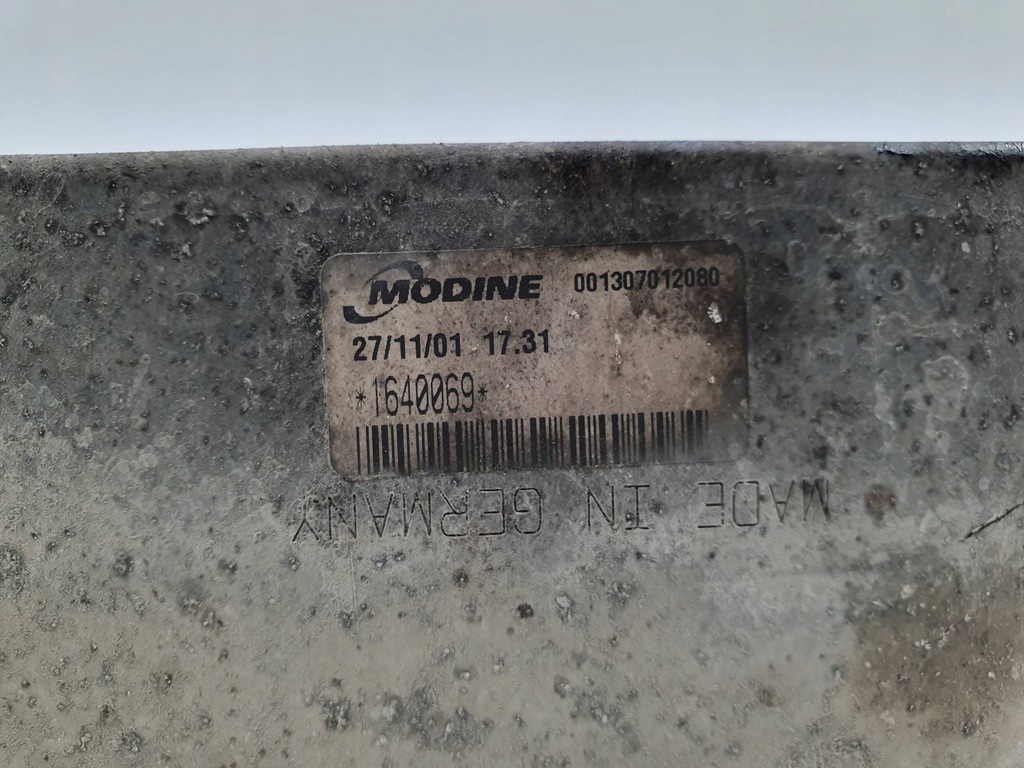 MODINE 001307012080
27/11/01 17.31
*1640069*
MADE IN GERMANY